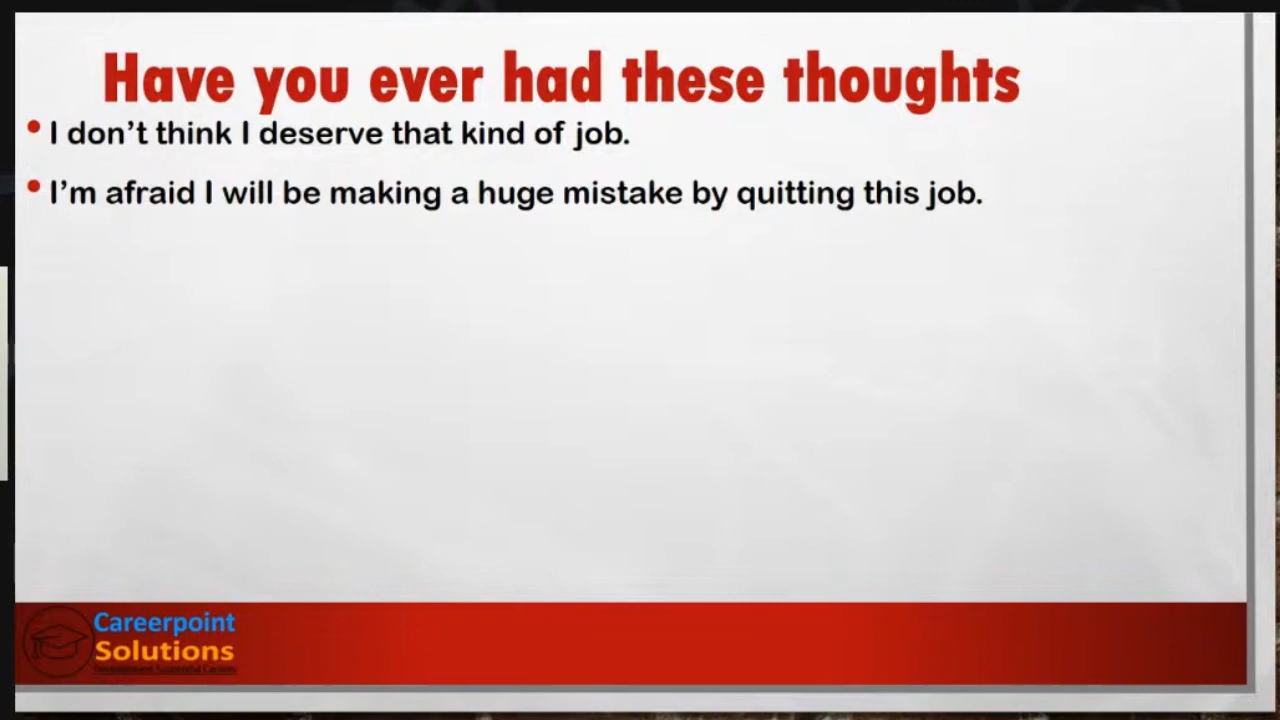 Have you ever had these thoughts
• I don’t think I deserve that kind of job.
• I’m afraid I will be making a huge mistake by quitting this job.
Careerpoint
Solutions